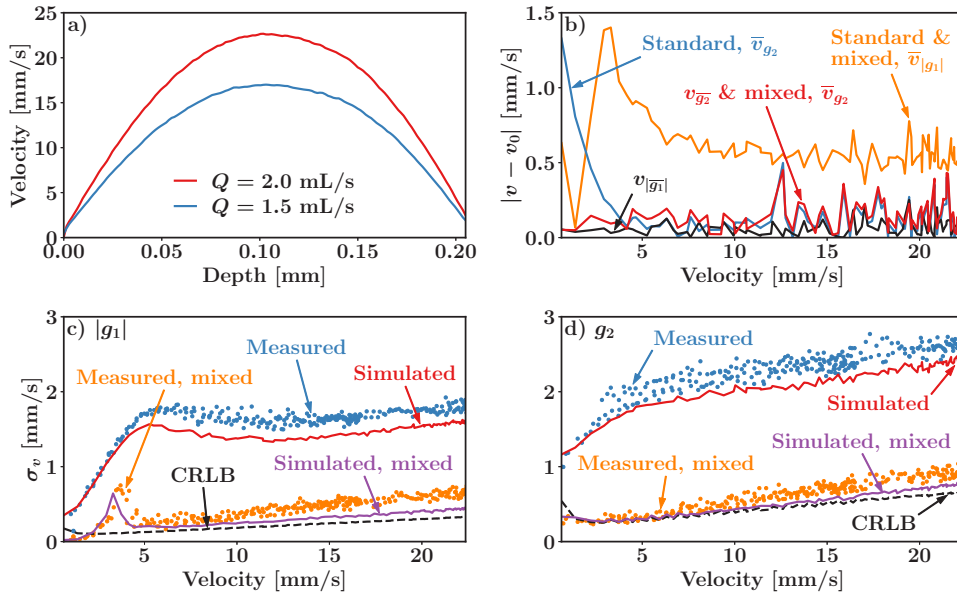 a)
Velocity [mm/s]
25
20
15
10
5
0
Q = 2.0 mL/s
Q = 1.5 mL/s
0.00 0.05 0.10 0.15 0.20
Depth [mm]
b)
|v − v₀| [mm/s]
1.5
1.0
0.5
0.0
Standard, v̅_{g₂}
Standard &
mixed, v̅_{|g₁|}
v_{g̅₂} & mixed, v̅_{g₂}
v_{|g̅₁|}
5 10 15 20
Velocity [mm/s]
c) |g₁|
σᵥ [mm/s]
3
2
1
0
Measured
Measured, mixed
Simulated
CRLB
Simulated, mixed
5 10 15 20
Velocity [mm/s]
d) g₂
3
2
1
0
Measured
Simulated
Simulated, mixed
Measured, mixed
CRLB
5 10 15 20
Velocity [mm/s]